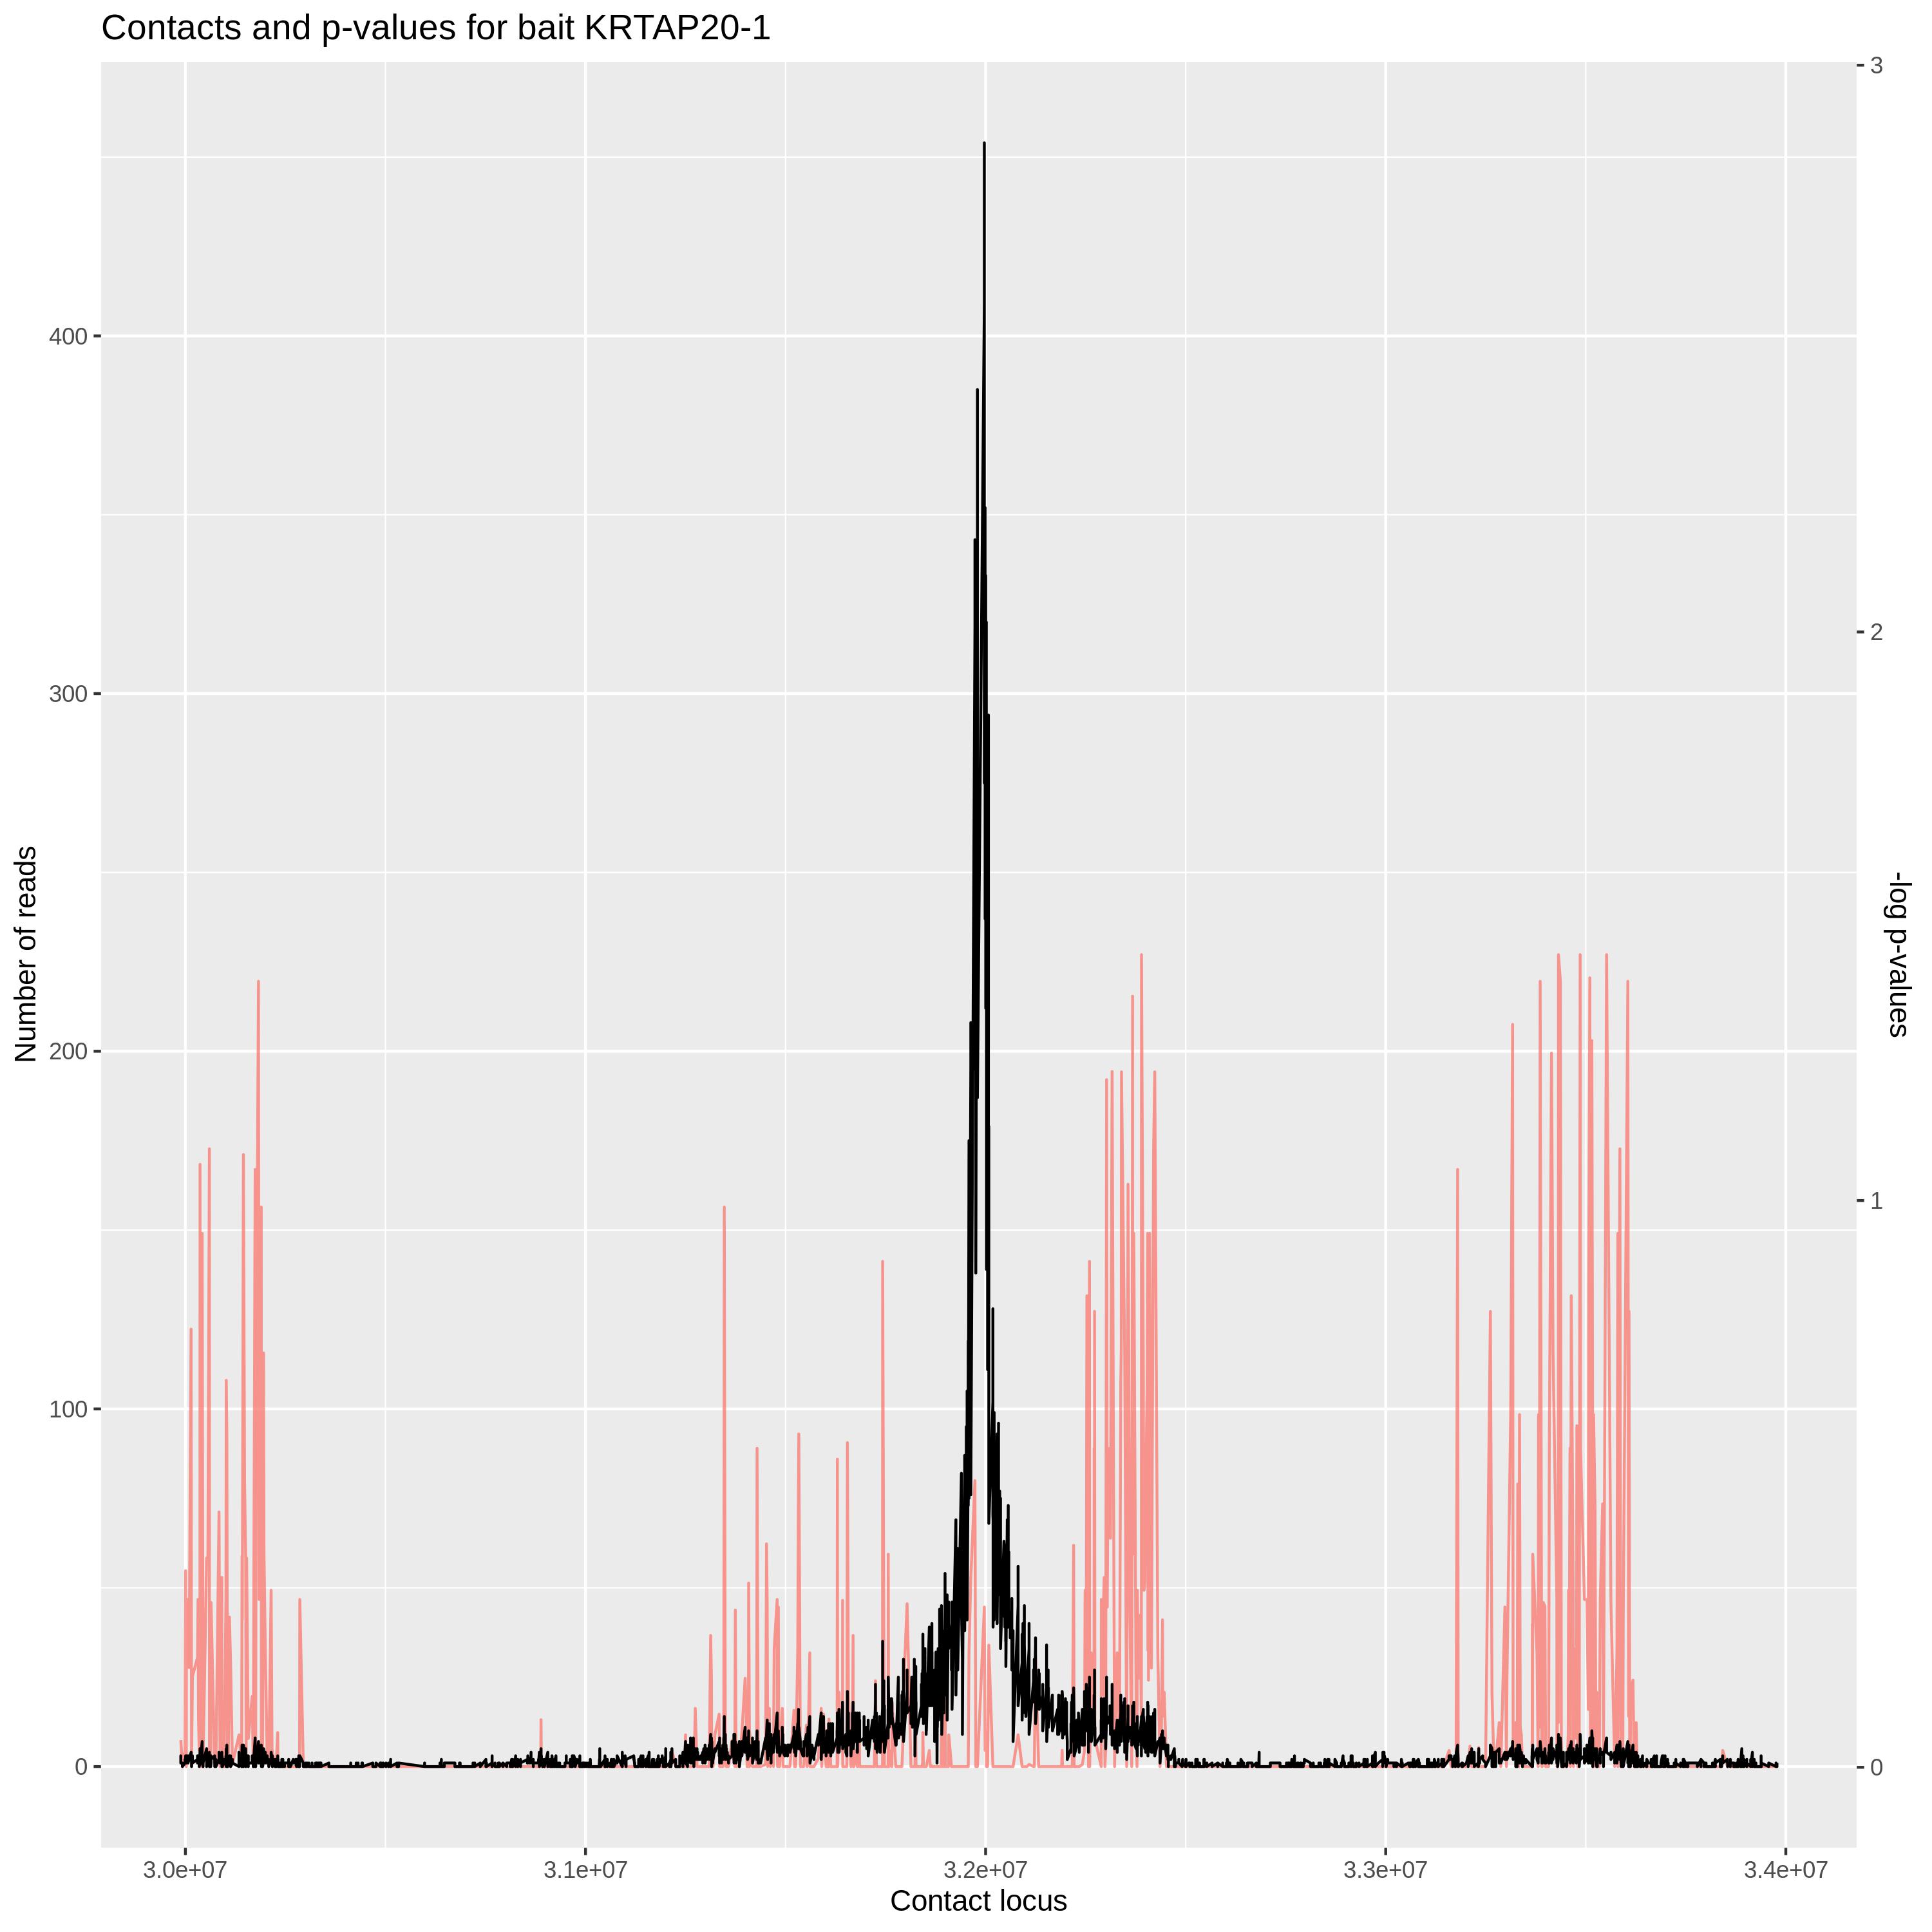 Contacts and p-values for bait KRTAP20-1
Number of reads
400
300
200
100
0
3
2
1
0
-log p-values
3.0e+07
3.1e+07
3.2e+07
3.3e+07
3.4e+07
Contact locus